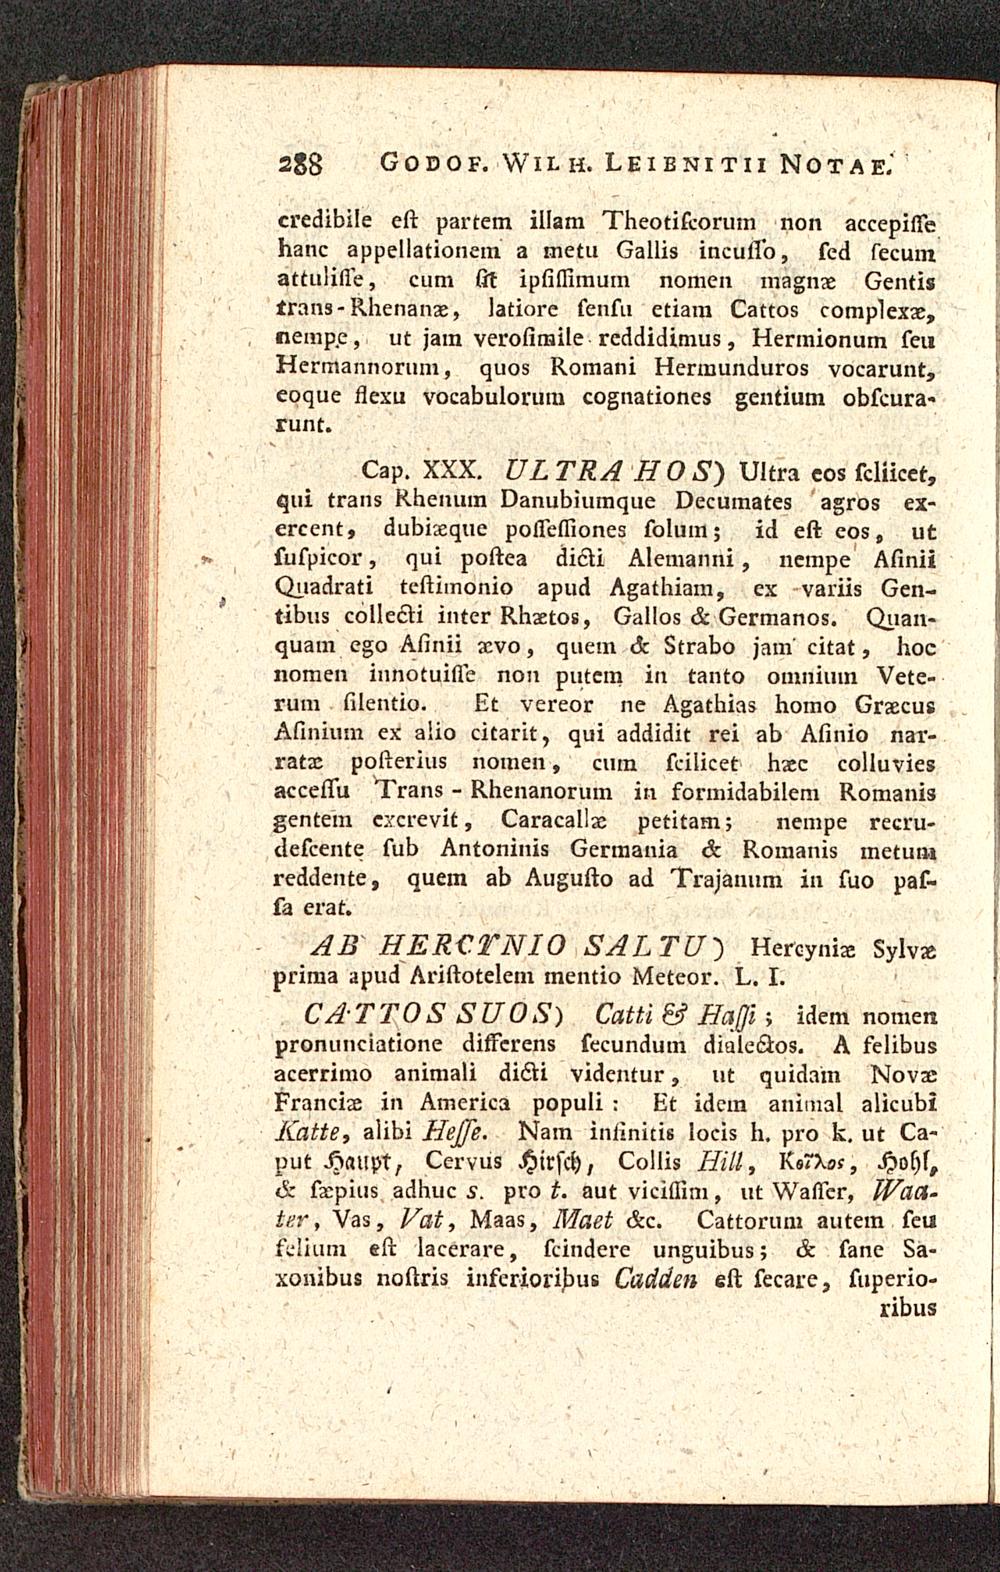 288 GODOF. WILH. LEIBNITII NOTAE.
credibile eſt partem illam Theotiſcorum non accepiſſe
hanc appellationem a metu Gallis incuſſo, ſed ſecum
attuliſſe, cum ſit ipſiſſimum nomen magnæ Gentis
trans-Rhenanæ, latiore ſenſu etiam Cattos complexæ,
nempe, ut jam veroſimile reddidimus, Hermionum ſeu
Hermannorum, quos Romani Hermunduros vocarunt,
eoque flexu vocabulorum cognationes gentium obſcura-
runt.
Cap. XXX. ULTRA HOS) Ultra eos ſcliicet,
qui trans Rhenum Danubiumque Decumates agros ex-
ercent, dubiæque poſſeſſiones ſolum; id eſt eos, ut
ſuſpicor, qui poſtea dicti Alemanni, nempe Aſinii
Quadrati teſtimonio apud Agathiam, ex variis Gen-
tibus collecti inter Rhætos, Gallos & Germanos. Quan-
quam ego Aſinii ævo, quem & Strabo jam citat, hoc
nomen innotuiſſe non putem in tanto omnium Vete-
rum ſilentio. Et vereor ne Agathias homo Græcus
Aſinium ex alio citarit, qui addidit rei ab Aſinio nar-
ratæ poſterius nomen, cum ſcilicet hæc colluvies
acceſſu Trans-Rhenanorum in formidabilem Romanis
gentem excrevit, Caracallæ petitam; nempe recru-
deſcente ſub Antoninis Germania & Romanis metum
reddente, quem ab Auguſto ad Trajanum in ſuo paſ-
ſa erat.
AB HERCYNIO SALTU) Hercyniæ Sylvæ
prima apud Ariſtotelem mentio Meteor. L. I.
CATTOS SUOS) Catti & Haſſi; idem nomen
pronunciatione differens ſecundum dialectos. A felibus
acerrimo animali dicti videntur, ut quidam Novæ
Franciæ in America populi: Et idem animal alicubi
Katte, alibi Heſſe. Nam infinitis locis h. pro k. ut Ca-
put Haupt, Cervus Hirſch, Collis Hill, Κοῖλος, Hohl,
& ſæpius adhuc s. pro t. aut viciſſim, ut Waſſer, Waa-
ter, Vas, Vat, Maas, Maet &c. Cattorum autem ſeu
felium eſt lacerare, ſcindere unguibus; & ſane Sa-
xonibus noſtris inferioribus Cadden eſt ſecare, ſuperio-
ribus